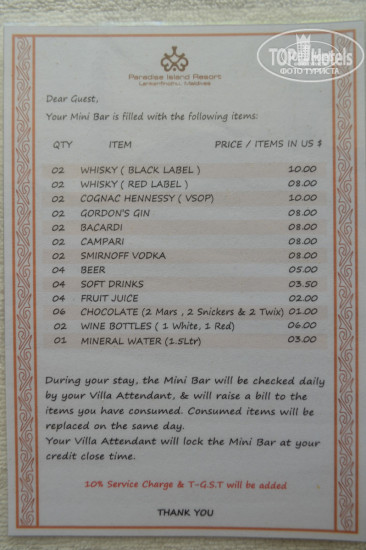 TOP Hotels
ФОТО ТУРИСТА
Paradise Island Resort
Lankanfinolhu, Maldives
Dear Guest,
Your Mini Bar is filled with the following items:
QTY ITEM PRICE / ITEMS IN US $
02 WHISKY ( BLACK LABEL ) 10.00
02 WHISKY ( RED LABEL ) 08.00
02 COGNAC HENNESSY ( VSOP) 10.00
02 GORDON'S GIN 08.00
02 BACARDI 08.00
02 CAMPARI 08.00
02 SMIRNOFF VODKA 08.00
04 BEER 05.00
04 SOFT DRINKS 03.50
04 FRUIT JUICE 02.00
06 CHOCOLATE (2 Mars , 2 Snickers & 2 Twix) 01.00
02 WINE BOTTLES ( 1 White, 1 Red) 06.00
01 MINERAL WATER (1.5Ltr) 03.00
During your stay, the Mini Bar will be checked daily
by your Villa Attendant, & will raise a bill to the
items you have consumed. Consumed items will be
replaced on the same day.
Your Villa Attendant will lock the Mini Bar at your
credit close time.
10% Service Charge & T-G.S.T will be added
THANK YOU